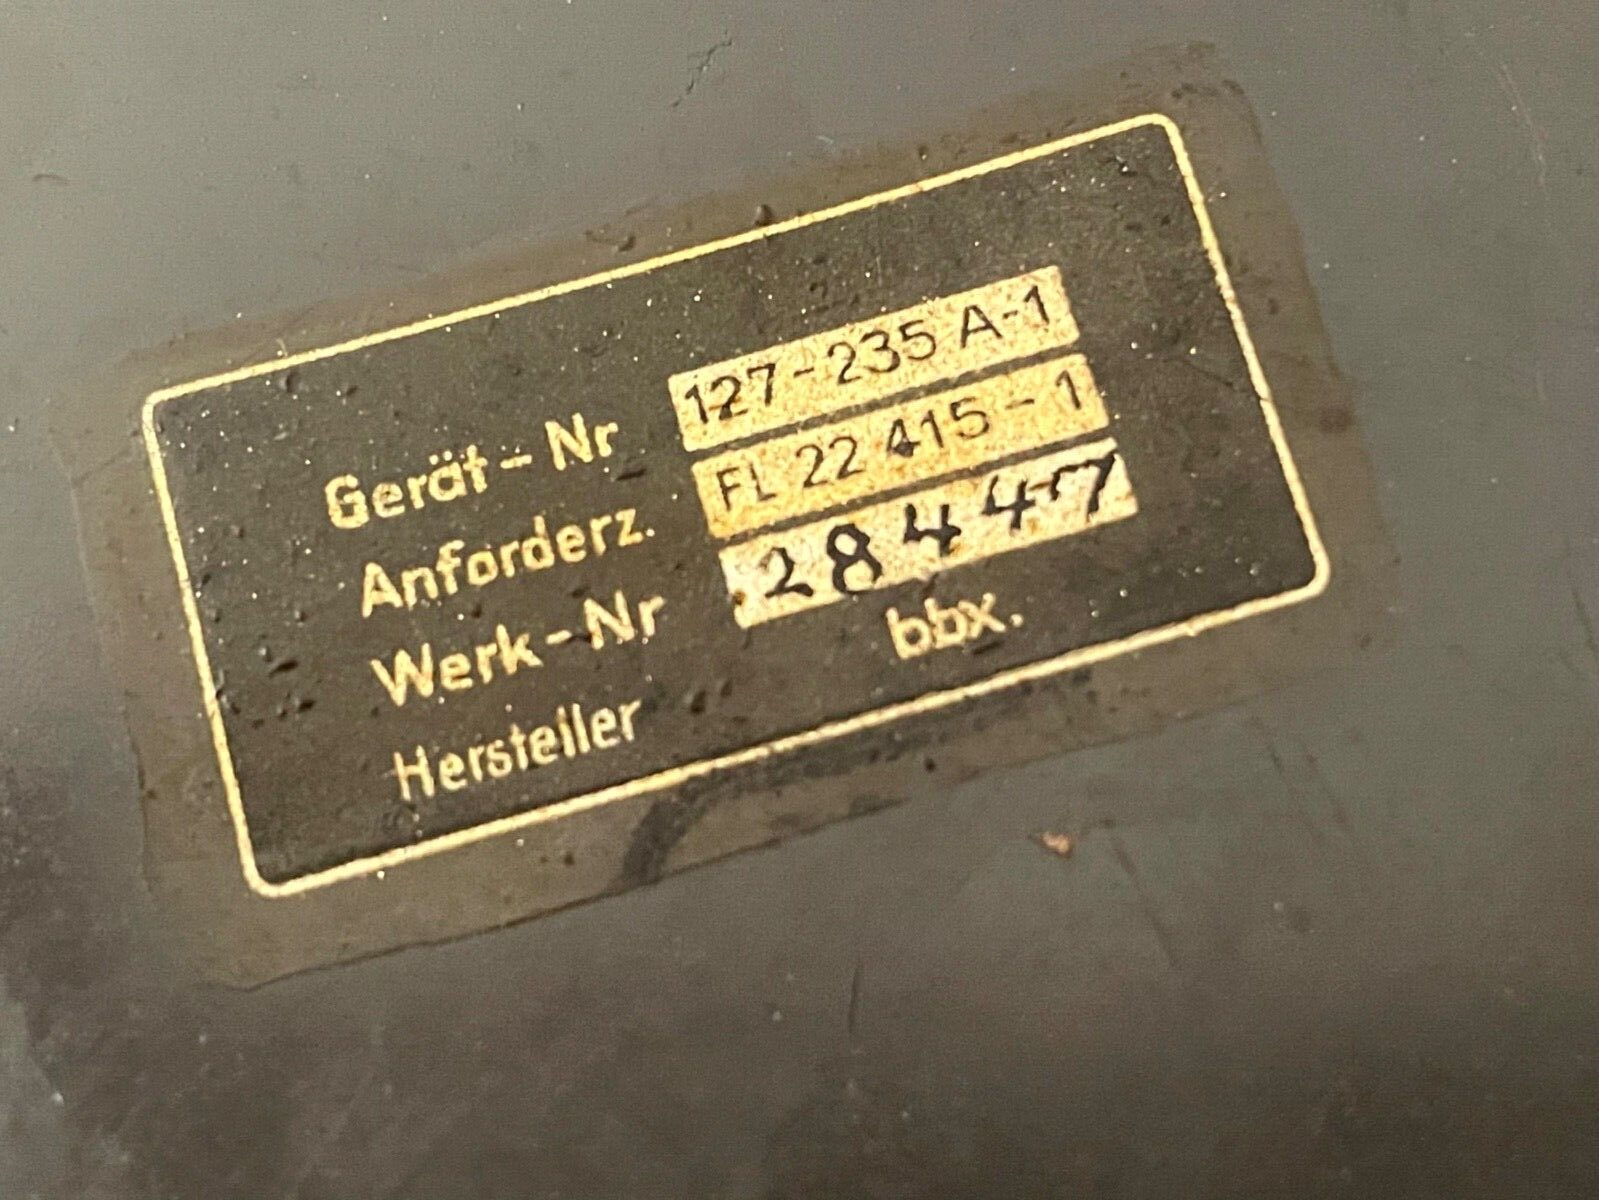 Gerät-Nr 127-235 A-1
Anforderz. FL 22 415-1
Werk-Nr 28447
Hersteller bbx.